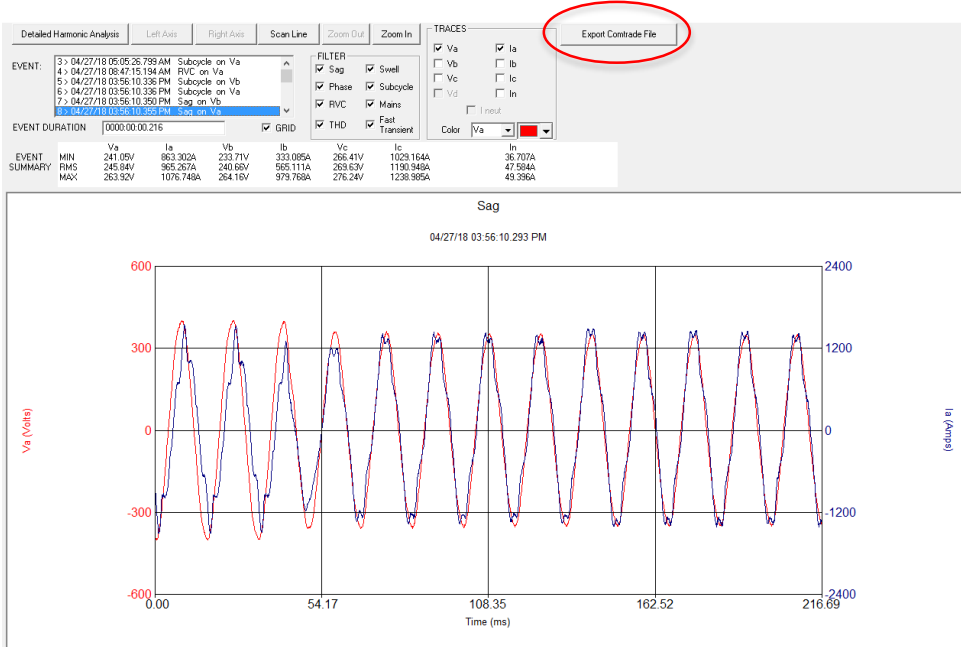 Detailed Harmonic Analysis Left Axis Right Axis Scan Line Zoom Out Zoom In Export Comtrade File
TRACES
Va Ia
Vb Ib
Vc Ic
Vd In
I neut
Color Va
EVENT:
3> 04/27/18 05:05:26.799 AM Subcycle on Va
4> 04/27/18 08:47:15.194 AM RVC on Va
5> 04/27/18 03:56:10.336 PM Subcycle on Vb
6> 04/27/18 03:56:10.336 PM Subcycle on Va
7> 04/27/18 03:56:10.350 PM Sag on Vb
8> 04/27/18 03:56:10.355 PM Sag on Va
FILTER
Sag Swell
Phase Subcycle
RVC Mains
THD Fast Transient
EVENT DURATION 0000:00:00.216 GRID
Va Ia Vb Ib Vc Ic In
EVENT SUMMARY
MIN 241.05V 863.302A 233.71V 333.085A 266.41V 1029.164A 36.707A
RMS 245.84V 965.267A 240.66V 565.171A 269.63V 1190.948A 47.584A
MAX 263.92V 1076.748A 264.16V 979.768A 276.24V 1238.985A 49.396A
Sag
04/27/18 03:56:10.293 PM
600 2400
300 1200
0 0
-300 -1200
-600 -2400
Va (Volts)
Ia (Amps)
0.00 54.17 108.35 162.52 216.69
Time (ms)